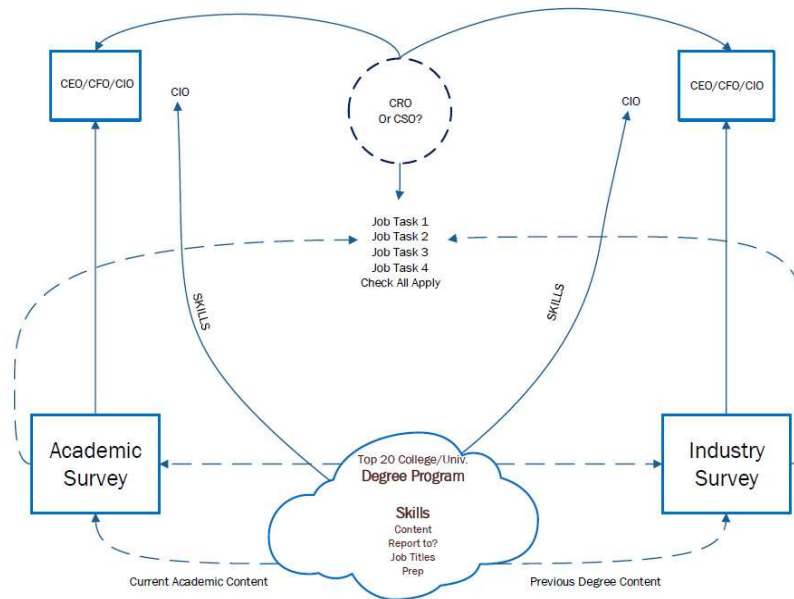 CEO/CFO/CIO
CIO
CRO
Or CSO?
CIO
CEO/CFO/CIO
Job Task 1
Job Task 2
Job Task 3
Job Task 4
Check All Apply
SKILLS
SKILLS
Academic
Survey
Top 20 College/Univ.
Degree Program
Skills
Content
Report to?
Job Titles
Prep
Industry
Survey
Current Academic Content
Previous Degree Content